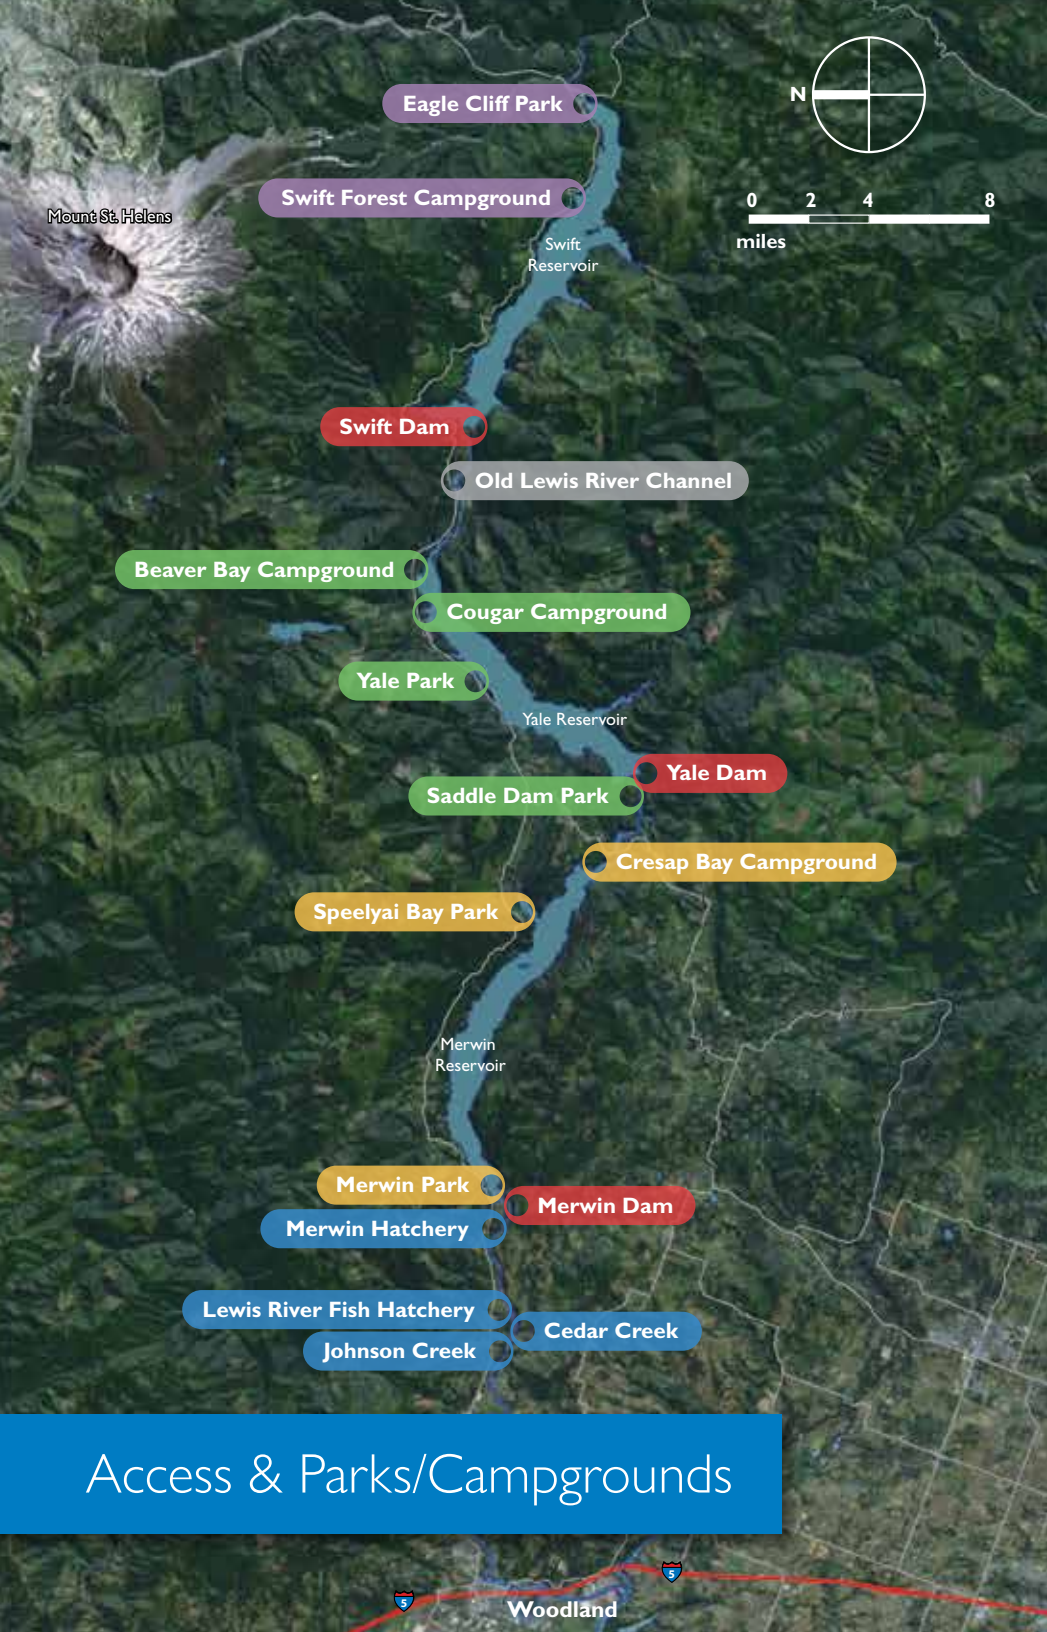 Eagle Cliff Park
N
Swift Forest Campground
0 2 4 8
miles
Mount St. Helens
Swift
Reservoir
Swift Dam
Old Lewis River Channel
Beaver Bay Campground
Cougar Campground
Yale Park
Yale Reservoir
Yale Dam
Saddle Dam Park
Cresap Bay Campground
Speelyai Bay Park
Merwin
Reservoir
Merwin Park
Merwin Dam
Merwin Hatchery
Lewis River Fish Hatchery
Cedar Creek
Johnson Creek
Access & Parks/Campgrounds
5
5
Woodland